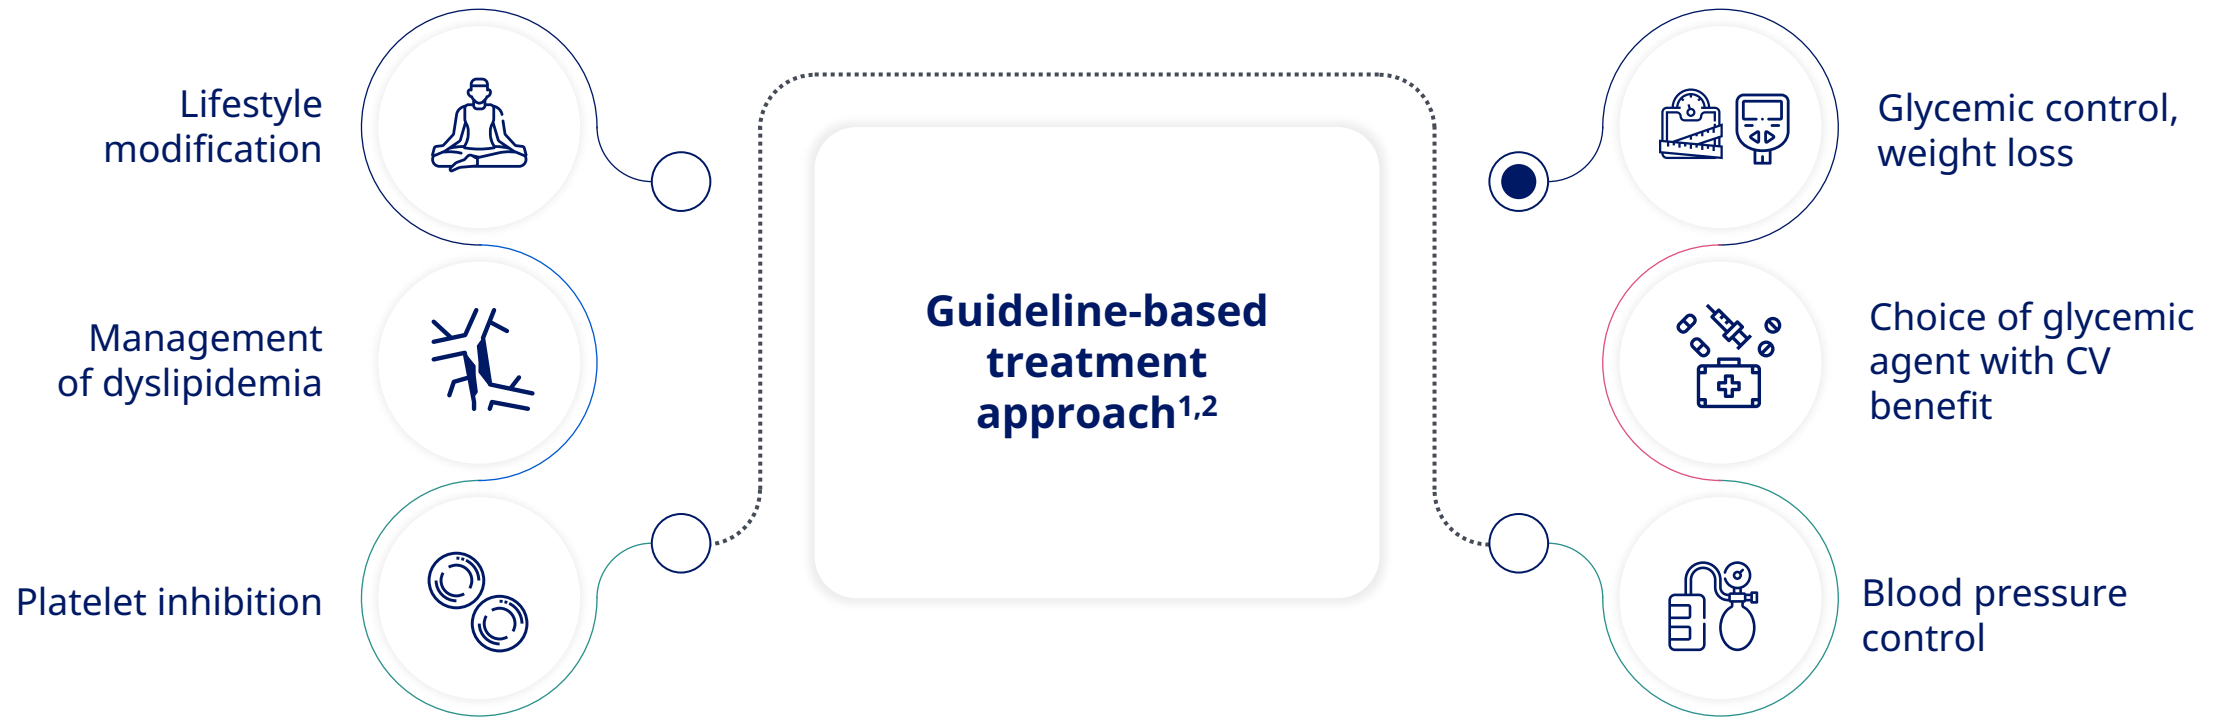 Lifestyle
modification
Management
of dyslipidemia
Platelet inhibition
Guideline-based
treatment
approach¹,²
Glycemic control,
weight loss
Choice of glycemic
agent with CV
benefit
Blood pressure
control